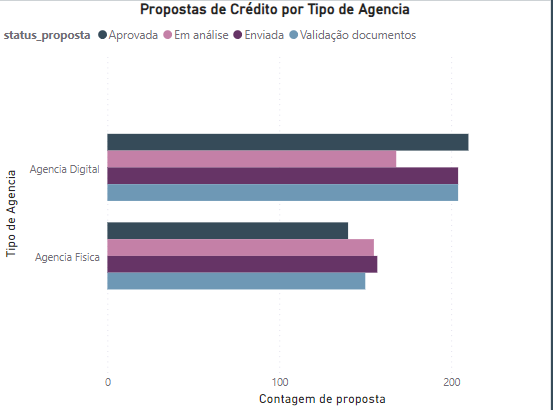 Propostas de Crédito por Tipo de Agencia
status_proposta Aprovada Em análise Enviada Validação documentos
Tipo de Agencia
Agencia Digital
Agencia Fisica
0 100 200
Contagem de proposta